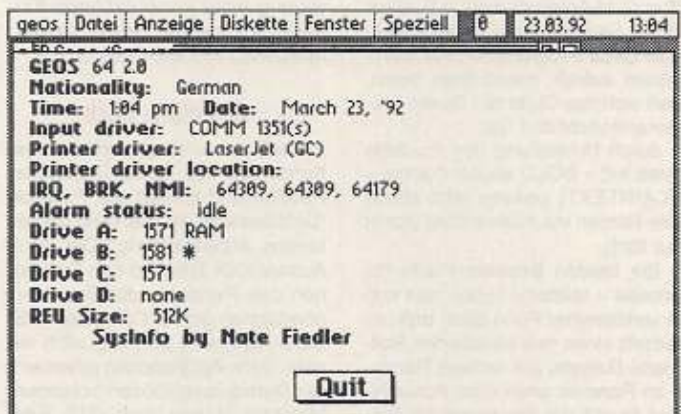 geos Datei Anzeige Diskette Fenster Speziell 0 23.03.92 13:04
GEOS 64 2.0
Nationality: German
Time: 1:04 pm Date: March 23, '92
Input driver: COMM 1351(s)
Printer driver: LaserJet (GC)
Printer driver location:
IRQ, BRK, NMI: 64309, 64309, 64179
Alarm status: idle
Drive A: 1571 RAM
Drive B: 1581 *
Drive C: 1571
Drive D: none
REU Size: 512K
SysInfo by Nate Fiedler
Quit